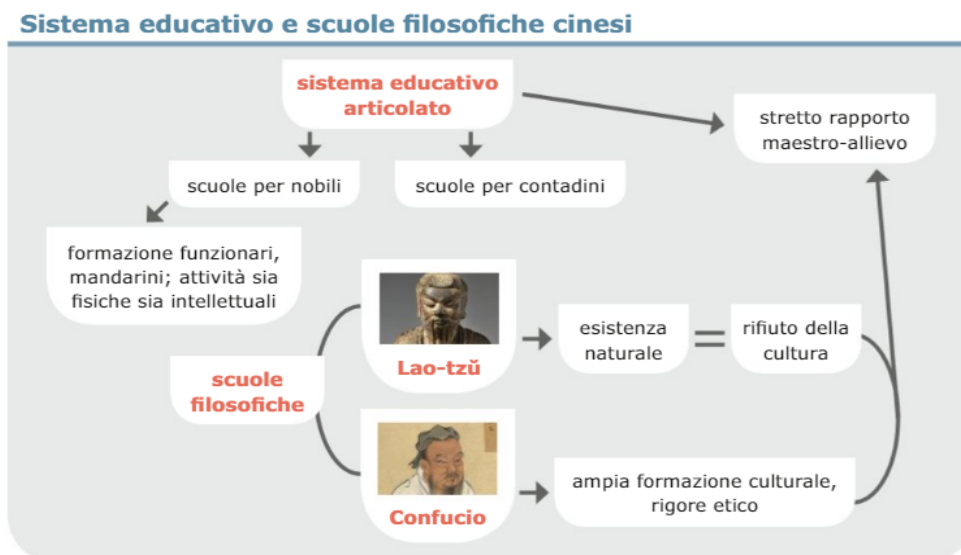 Sistema educativo e scuole filosofiche cinesi
sistema educativo
articolato
stretto rapporto
maestro-allievo
scuole per nobili
scuole per contadini
formazione funzionari,
mandarini; attività sia
fisiche sia intellettuali
scuole
filosofiche
Lao-tzŭ
esistenza
naturale
rifiuto della
cultura
Confucio
ampia formazione culturale,
rigore etico